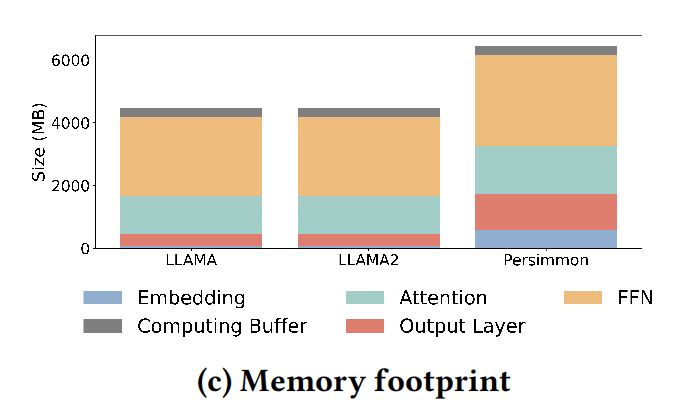 6000
4000
2000
0
Size (MB)
LLAMA LLAMA2 Persimmon
Embedding Attention FFN
Computing Buffer Output Layer
(c) Memory footprint